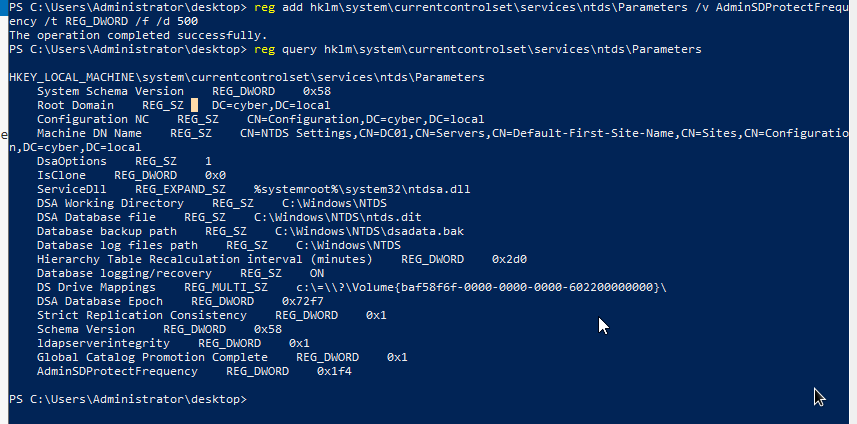 PS C:\Users\Administrator\desktop> reg add hklm\system\currentcontrolset\services\ntds\Parameters /v AdminSDProtectFrequ
ency /t REG_DWORD /f /d 500
The operation completed successfully.
PS C:\Users\Administrator\desktop> reg query hklm\system\currentcontrolset\services\ntds\Parameters
HKEY_LOCAL_MACHINE\system\currentcontrolset\services\ntds\Parameters
System Schema Version    REG_DWORD    0x58
Root Domain    REG_SZ    DC=cyber,DC=local
Configuration NC    REG_SZ    CN=Configuration,DC=cyber,DC=local
e
Machine DN Name    REG_SZ    CN=NTDS Settings,CN=DC01,CN=Servers,CN=Default-First-Site-Name,CN=Sites,CN=Configuratio
n,DC=cyber,DC=local
DsaOptions    REG_SZ    1
IsClone    REG_DWORD    0x0
ServiceDll    REG_EXPAND_SZ    %systemroot%\system32\ntdsa.dll
DSA Working Directory    REG_SZ    C:\Windows\NTDS
DSA Database file    REG_SZ    C:\Windows\NTDS\ntds.dit
Database backup path    REG_SZ    C:\Windows\NTDS\dsadata.bak
Database log files path    REG_SZ    C:\Windows\NTDS
Hierarchy Table Recalculation interval (minutes)    REG_DWORD    0x2d0
Database logging/recovery    REG_SZ    ON
DS Drive Mappings    REG_MULTI_SZ    c:\=\\?\Volume{baf58f6f-0000-0000-0000-602200000000}\
DSA Database Epoch    REG_DWORD    0x72f7
Strict Replication Consistency    REG_DWORD    0x1
Schema Version    REG_DWORD    0x58
ldapserverintegrity    REG_DWORD    0x1
Global Catalog Promotion Complete    REG_DWORD    0x1
AdminSDProtectFrequency    REG_DWORD    0x1f4
PS C:\Users\Administrator\desktop>